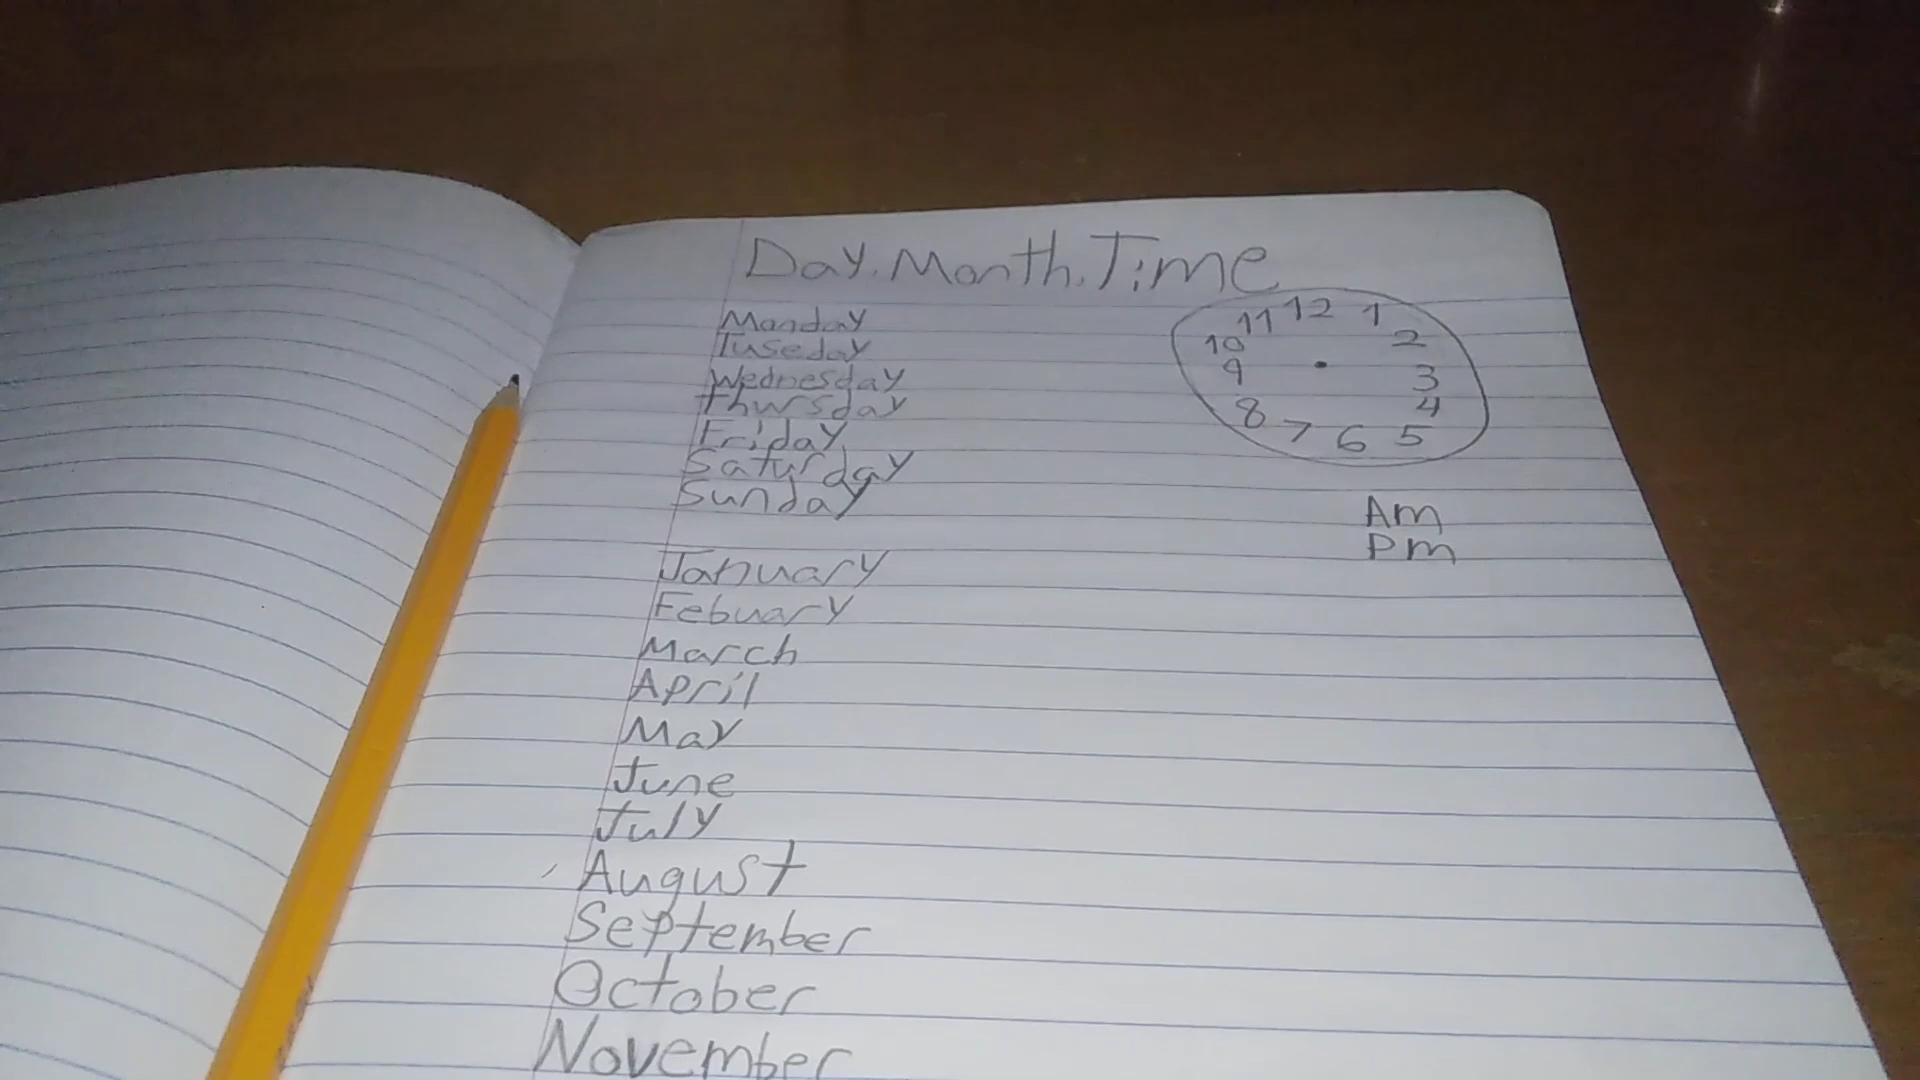 Day. Month. Time
Monday
Tuseday
Wednesday
Thursday
Friday
Saturday
Sunday
12
11 1
10 2
9 3
8 4
7 6 5
Am
Pm
January
Febuary
March
April
May
June
July
August
September
October
November